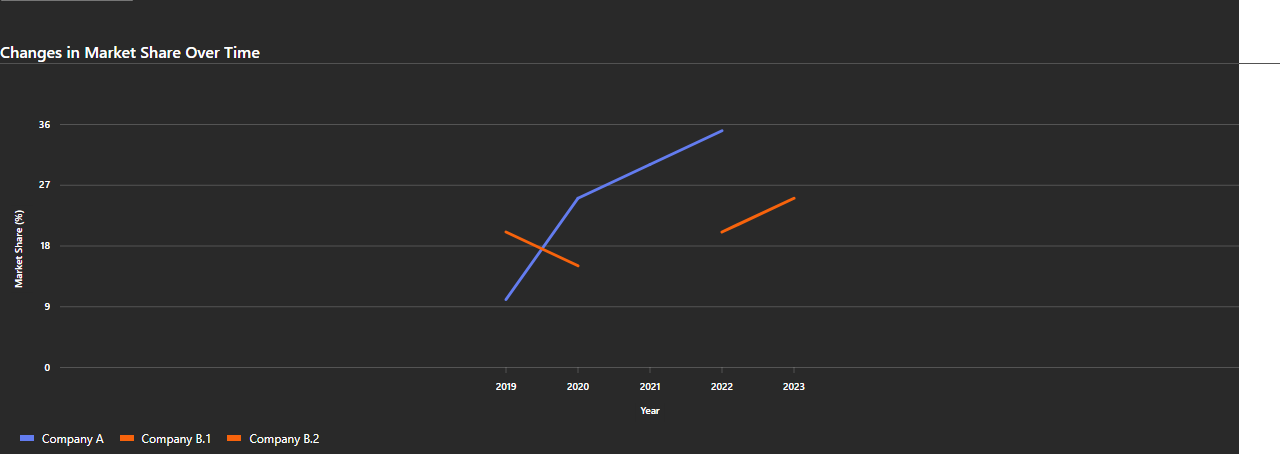 Changes in Market Share Over Time
36
27
18
9
0
Market Share (%)
2019 2020 2021 2022 2023
Year
Company A Company B.1 Company B.2